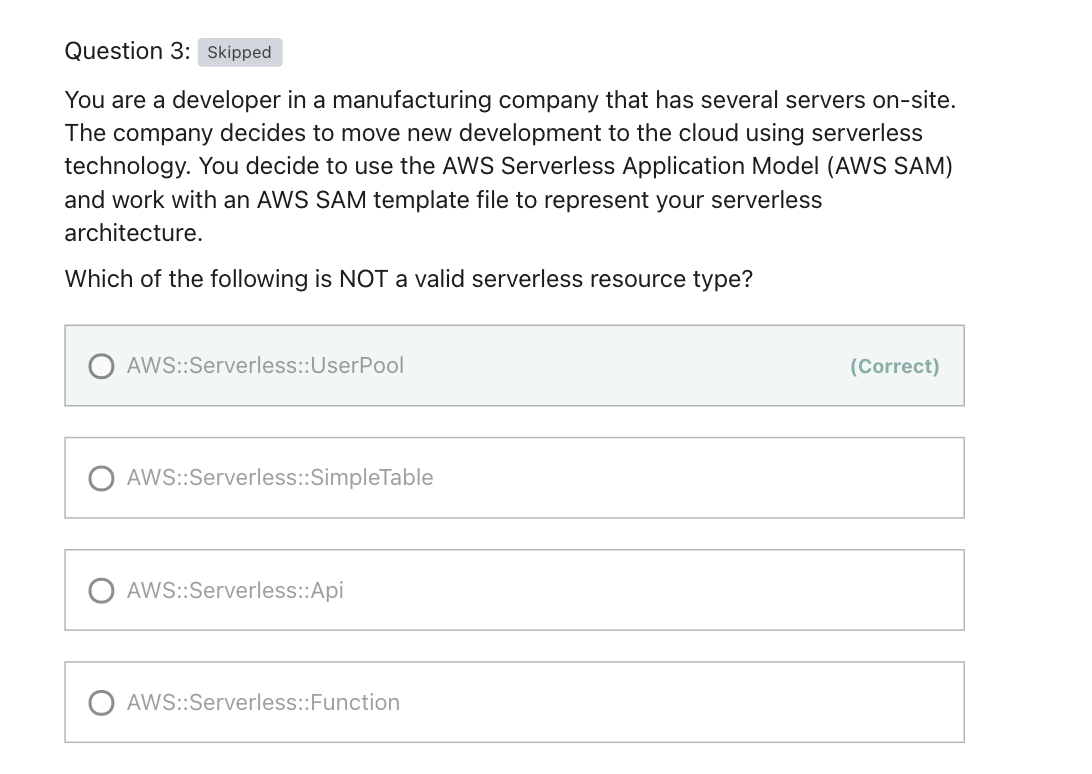 Question 3: Skipped
You are a developer in a manufacturing company that has several servers on-site.
The company decides to move new development to the cloud using serverless
technology. You decide to use the AWS Serverless Application Model (AWS SAM)
and work with an AWS SAM template file to represent your serverless
architecture.
Which of the following is NOT a valid serverless resource type?
AWS::Serverless::UserPool (Correct)
AWS::Serverless::SimpleTable
AWS::Serverless::Api
AWS::Serverless::Function